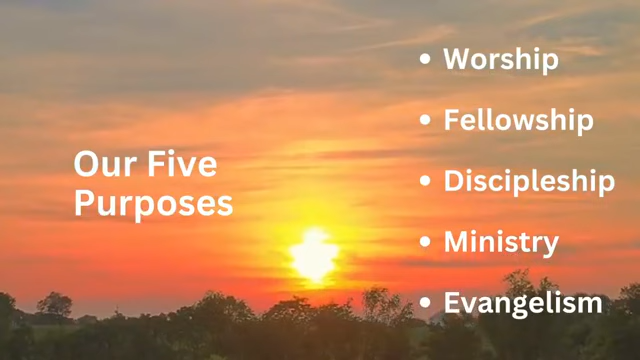 Our Five
Purposes
• Worship
• Fellowship
• Discipleship
• Ministry
• Evangelism